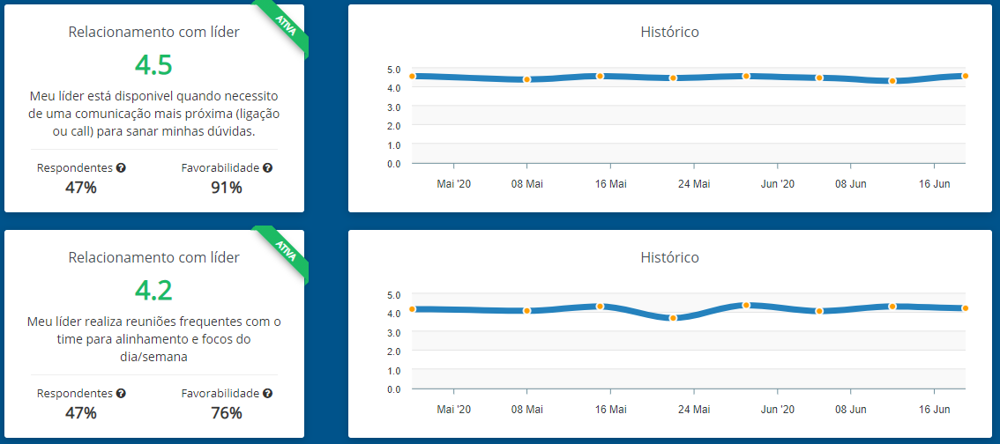 ATIVA
Relacionamento com líder
4.5
Meu líder está disponivel quando necessito
de uma comunicação mais próxima (ligação
ou call) para sanar minhas dúvidas.
Respondentes ?
Favorabilidade ?
47%
91%
Histórico
5.0
4.0
3.0
2.0
1.0
0.0
Mai '20 08 Mai 16 Mai 24 Mai Jun '20 08 Jun 16 Jun
ATIVA
Relacionamento com líder
4.2
Meu líder realiza reuniões frequentes com o
time para alinhamento e focos do
dia/semana
Respondentes ?
Favorabilidade ?
47%
76%
Histórico
5.0
4.0
3.0
2.0
1.0
0.0
Mai '20 08 Mai 16 Mai 24 Mai Jun '20 08 Jun 16 Jun